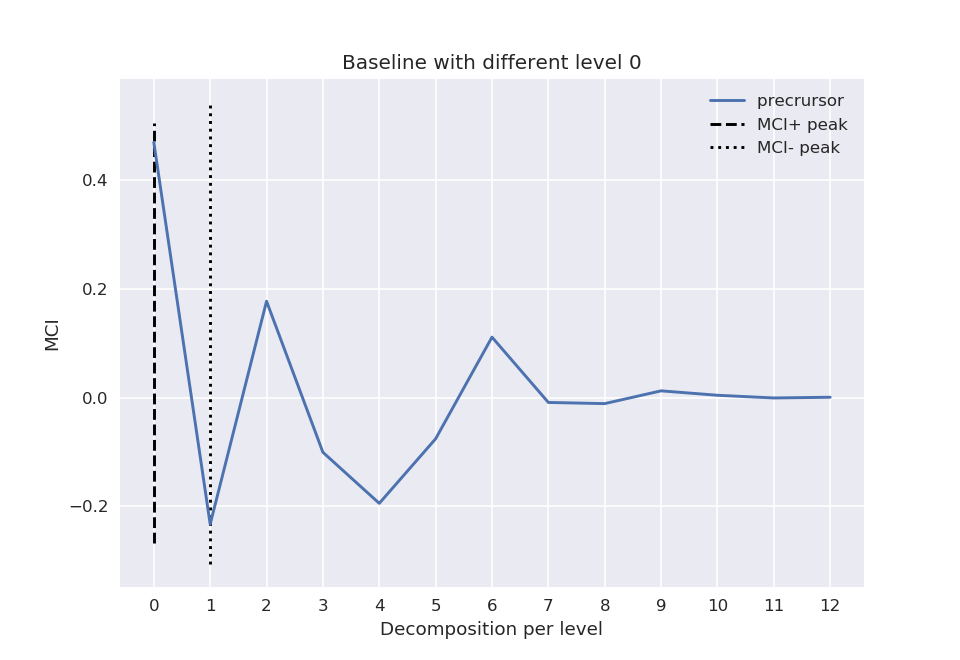 Baseline with different level 0
precrursor
MCI+ peak
MCI- peak
0.4
0.2
0.0
−0.2
MCI
0 1 2 3 4 5 6 7 8 9 10 11 12
Decomposition per level